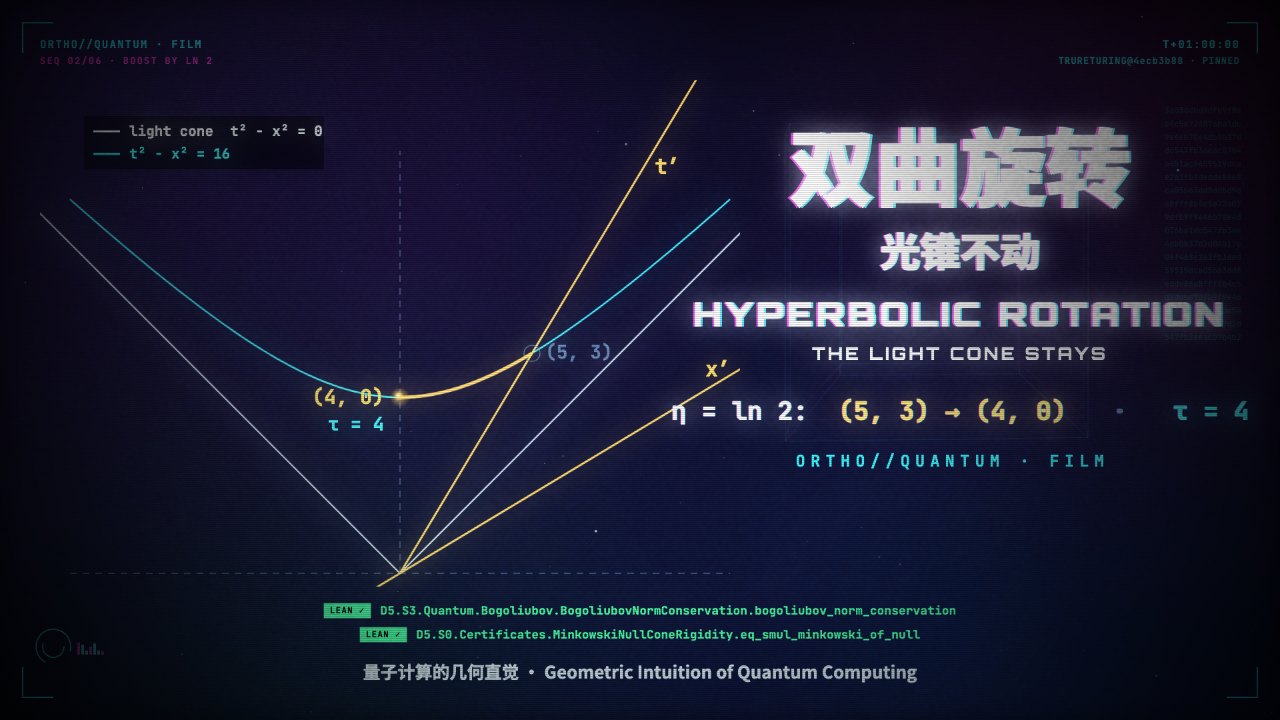 ORTHO//QUANTUM · FILM
SEQ 02/06 · BOOST BY LN 2
T+01:00:00
TRURETURING@4ecb3b88 · PINNED
light cone  t² - x² = 0
t² - x² = 16
t′
x′
(5, 3)
(4, 0)
τ = 4
双曲旋转
光锥不动
HYPERBOLIC ROTATION
THE LIGHT CONE STAYS
η = ln 2:  (5, 3) → (4, 0)  ·  τ = 4
ORTHO//QUANTUM · FILM
LEAN ✓ D5.S3.Quantum.Bogoliubov.BogoliubovNormConservation.bogoliubov_norm_conservation
LEAN ✓ D5.S0.Certificates.MinkowskiNullConeRigidity.eq_smul_minkowski_of_null
量子计算的几何直觉 · Geometric Intuition of Quantum Computing